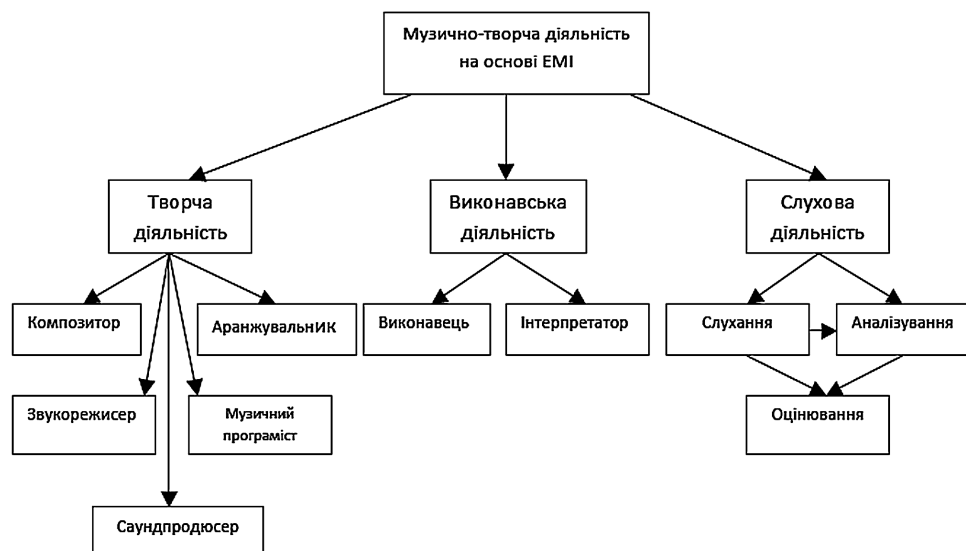 Музично-творча діяльність
на основі ЕМІ
Творча
діяльність
Виконавська
діяльність
Слухова
діяльність
Композитор
Аранжувальник
Виконавець
Інтерпретатор
Слухання
Аналізування
Звукорежисер
Музичний
програміст
Оцінювання
Саундпродюсер